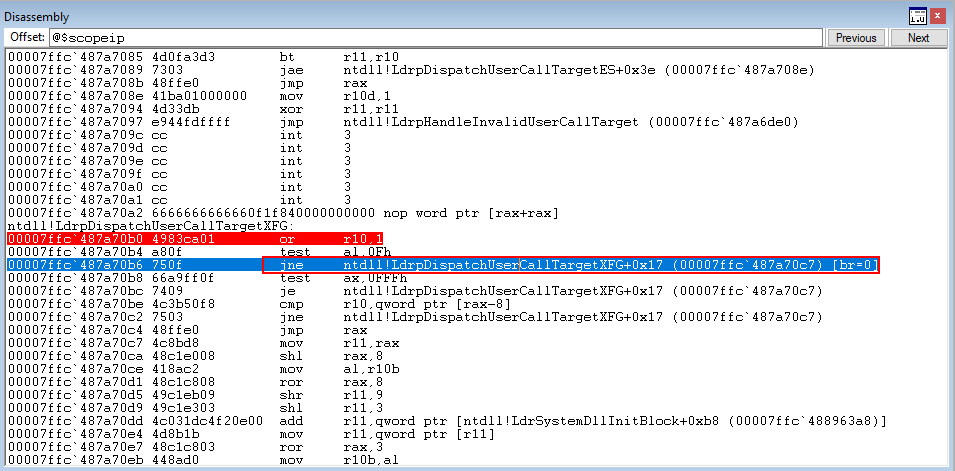 Disassembly
Offset: @$scopeip Previous Next
00007ffc`487a7085 4d0fa3d3 bt r11,r10
00007ffc`487a7089 7303 jae ntdll!LdrpDispatchUserCallTargetES+0x3e (00007ffc`487a708e)
00007ffc`487a708b 48ffe0 jmp rax
00007ffc`487a708e 41ba01000000 mov r10d,1
00007ffc`487a7094 4d33db xor r11,r11
00007ffc`487a7097 e944fdffff jmp ntdll!LdrpHandleInvalidUserCallTarget (00007ffc`487a6de0)
00007ffc`487a709c cc int 3
00007ffc`487a709d cc int 3
00007ffc`487a709e cc int 3
00007ffc`487a709f cc int 3
00007ffc`487a70a0 cc int 3
00007ffc`487a70a1 cc int 3
00007ffc`487a70a2 6666666666660f1f840000000000 nop word ptr [rax+rax]
ntdll!LdrpDispatchUserCallTargetXFG:
00007ffc`487a70b0 4983ca01 or r10,1
00007ffc`487a70b4 a80f test al,0Fh
00007ffc`487a70b6 750f jne ntdll!LdrpDispatchUserCallTargetXFG+0x17 (00007ffc`487a70c7) [br=0]
00007ffc`487a70b8 66a9ff0f test ax,0FFFh
00007ffc`487a70bc 7409 je ntdll!LdrpDispatchUserCallTargetXFG+0x17 (00007ffc`487a70c7)
00007ffc`487a70be 4c3b50f8 cmp r10,qword ptr [rax-8]
00007ffc`487a70c2 7503 jne ntdll!LdrpDispatchUserCallTargetXFG+0x17 (00007ffc`487a70c7)
00007ffc`487a70c4 48ffe0 jmp rax
00007ffc`487a70c7 4c8bd8 mov r11,rax
00007ffc`487a70ca 48c1e008 shl rax,8
00007ffc`487a70ce 418ac2 mov al,r10b
00007ffc`487a70d1 48c1c808 ror rax,8
00007ffc`487a70d5 49c1eb09 shr r11,9
00007ffc`487a70d9 49c1e303 shl r11,3
00007ffc`487a70dd 4c031dc4f20e00 add r11,qword ptr [ntdll!LdrSystemDllInitBlock+0xb8 (00007ffc`488963a8)]
00007ffc`487a70e4 4d8b1b mov r11,qword ptr [r11]
00007ffc`487a70e7 48c1c803 ror rax,3
00007ffc`487a70eb 448ad0 mov r10b,al